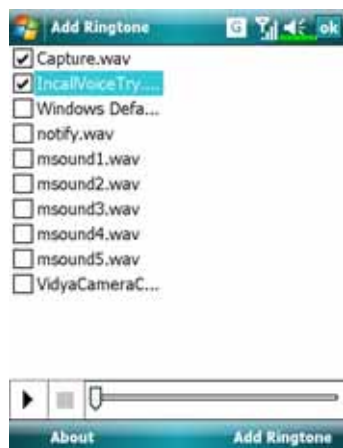 Add Ringtone G ok
Capture.wav
IncallVoiceTry....
Windows Defa...
notify.wav
msound1.wav
msound2.wav
msound3.wav
msound4.wav
msound5.wav
VidyaCameraC...
About Add Ringtone